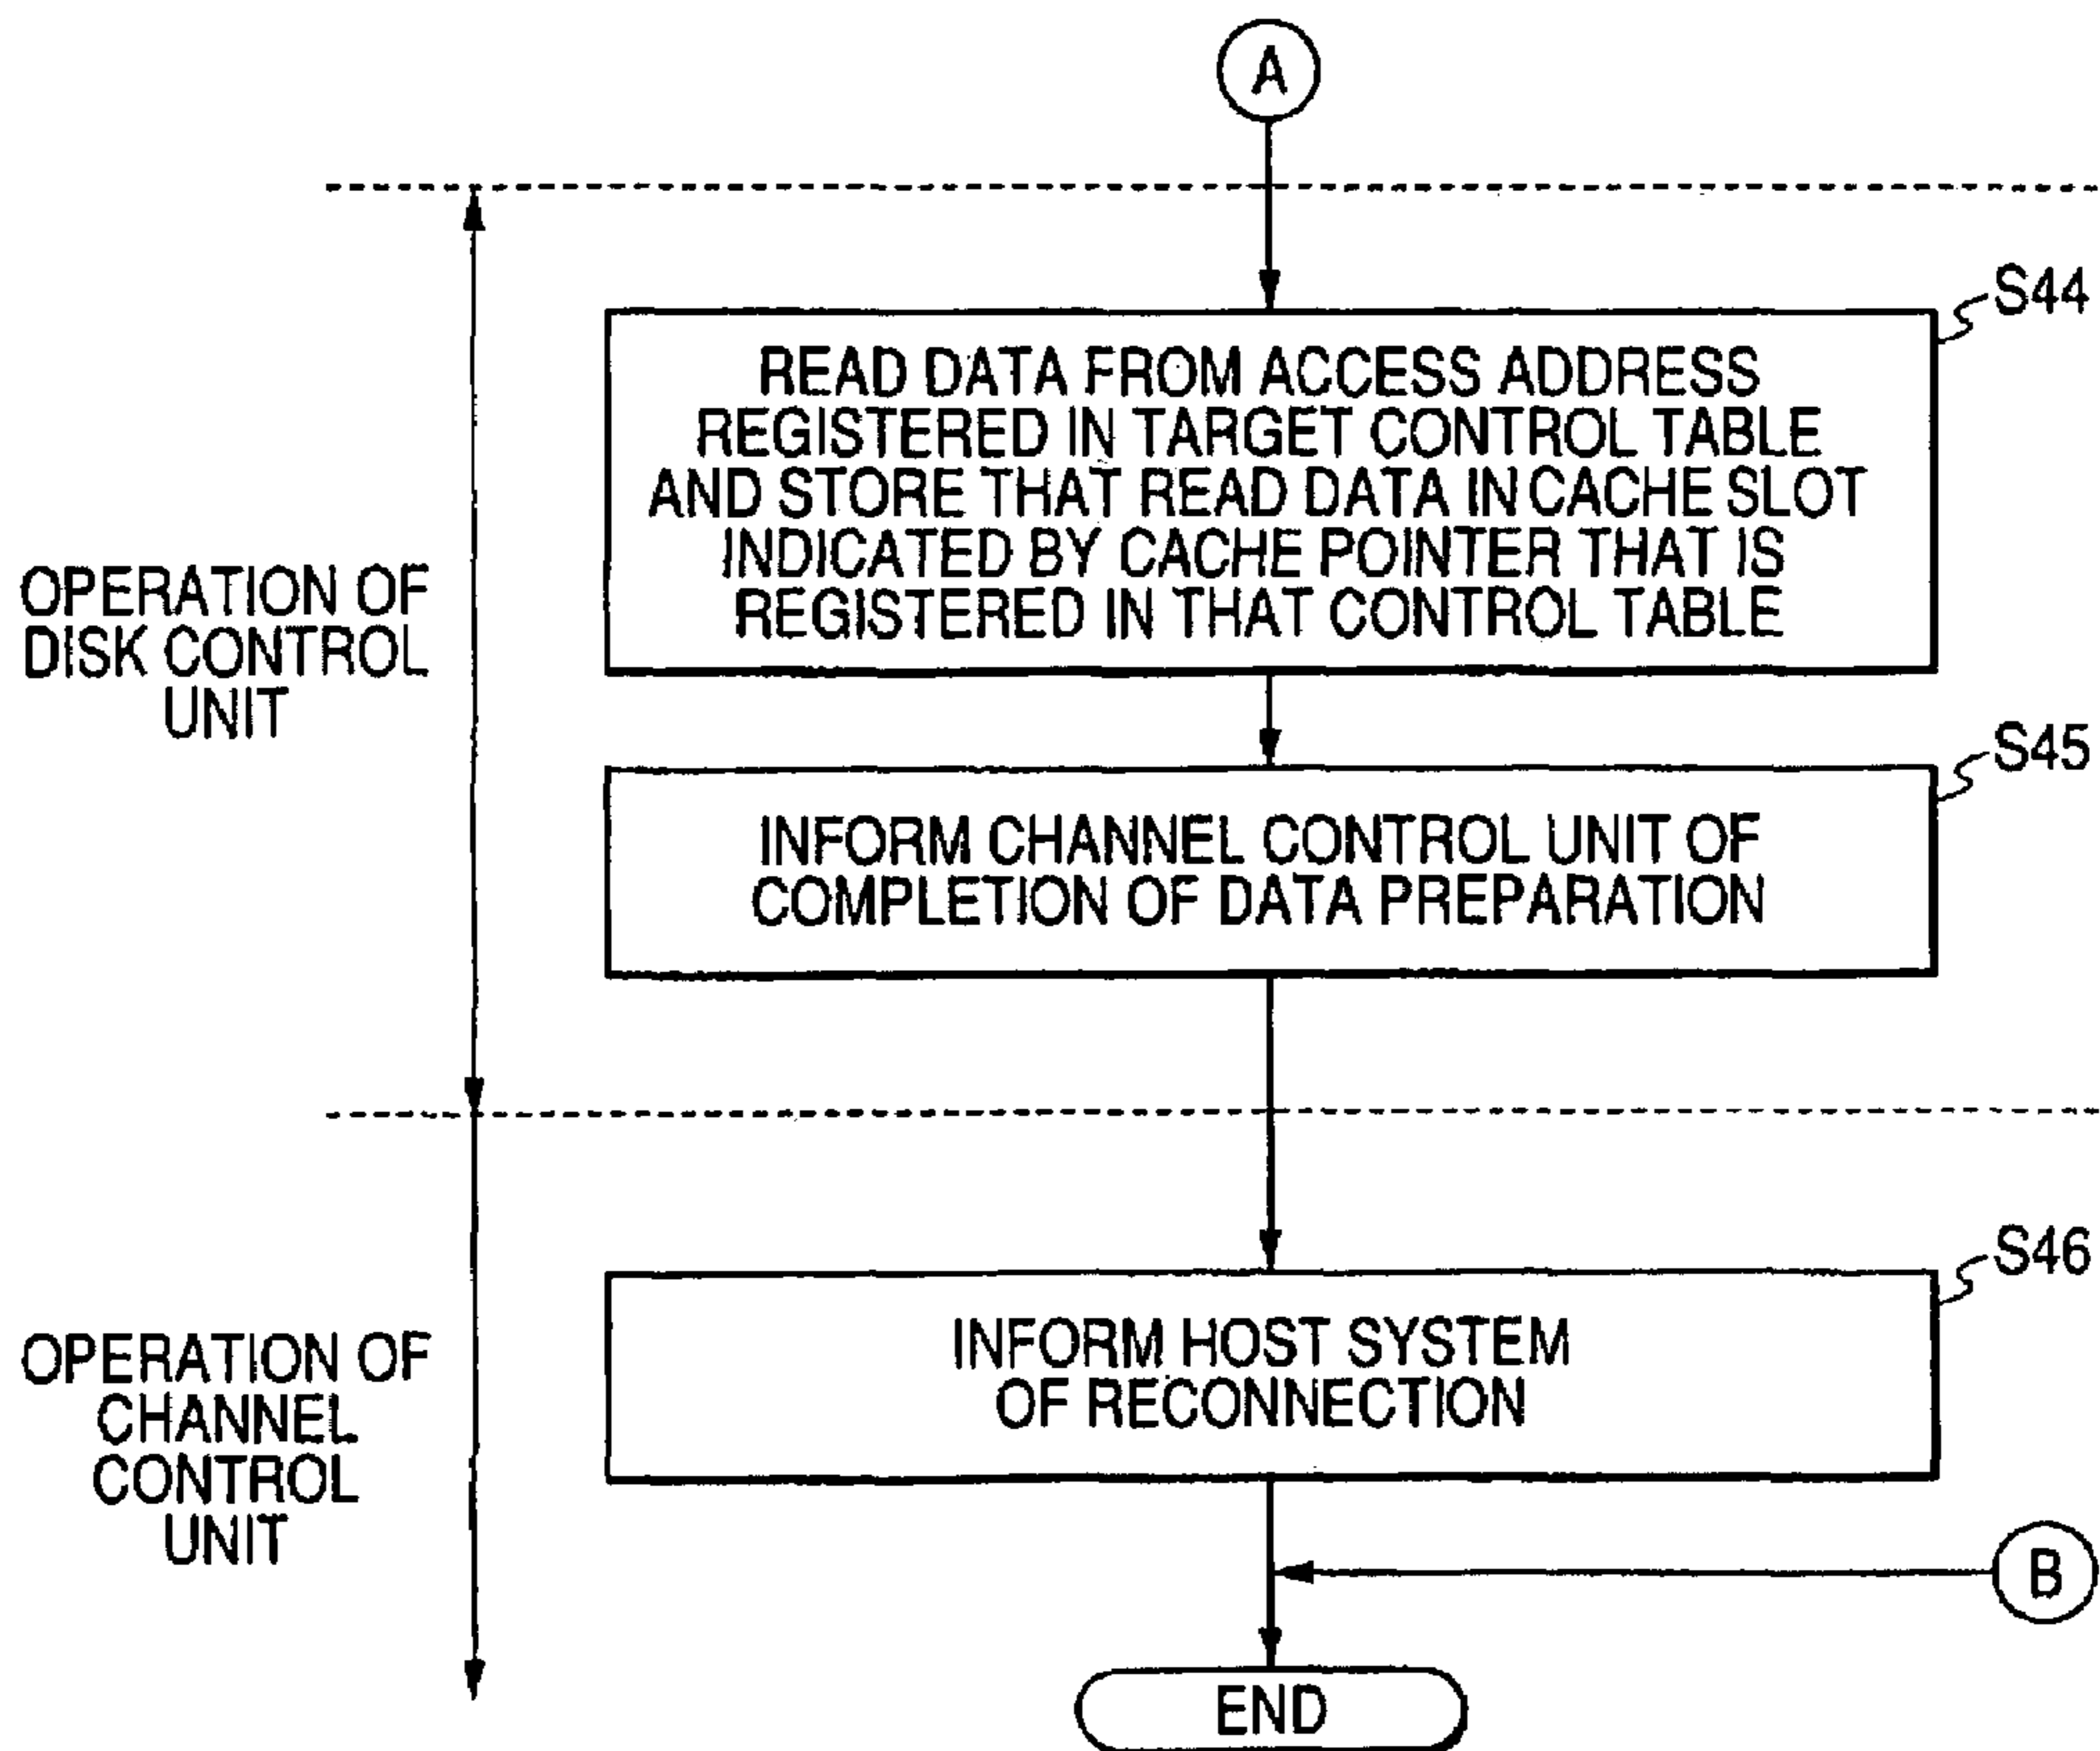 A
S44
READ DATA FROM ACCESS ADDRESS
REGISTERED IN TARGET CONTROL TABLE
AND STORE THAT READ DATA IN CACHE SLOT
INDICATED BY CACHE POINTER THAT IS
REGISTERED IN THAT CONTROL TABLE
OPERATION OF
DISK CONTROL
UNIT
S45
INFORM CHANNEL CONTROL UNIT OF
COMPLETION OF DATA PREPARATION
S46
INFORM HOST SYSTEM
OF RECONNECTION
OPERATION OF
CHANNEL
CONTROL
UNIT
B
END